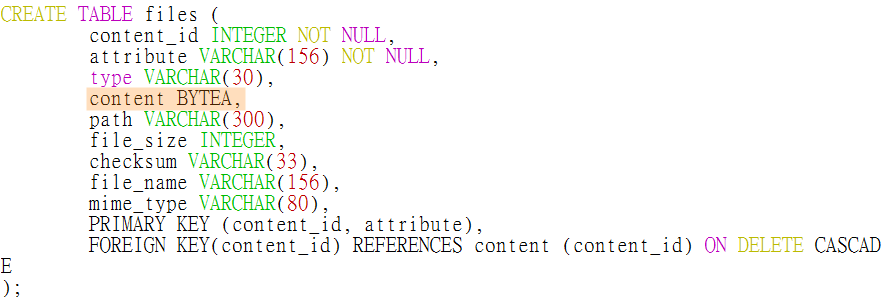 CREATE TABLE files (
content_id INTEGER NOT NULL,
attribute VARCHAR(156) NOT NULL,
type VARCHAR(30),
content BYTEA,
path VARCHAR(300),
file_size INTEGER,
checksum VARCHAR(33),
file_name VARCHAR(156),
mime_type VARCHAR(80),
PRIMARY KEY (content_id, attribute),
FOREIGN KEY(content_id) REFERENCES content (content_id) ON DELETE CASCAD
E
);